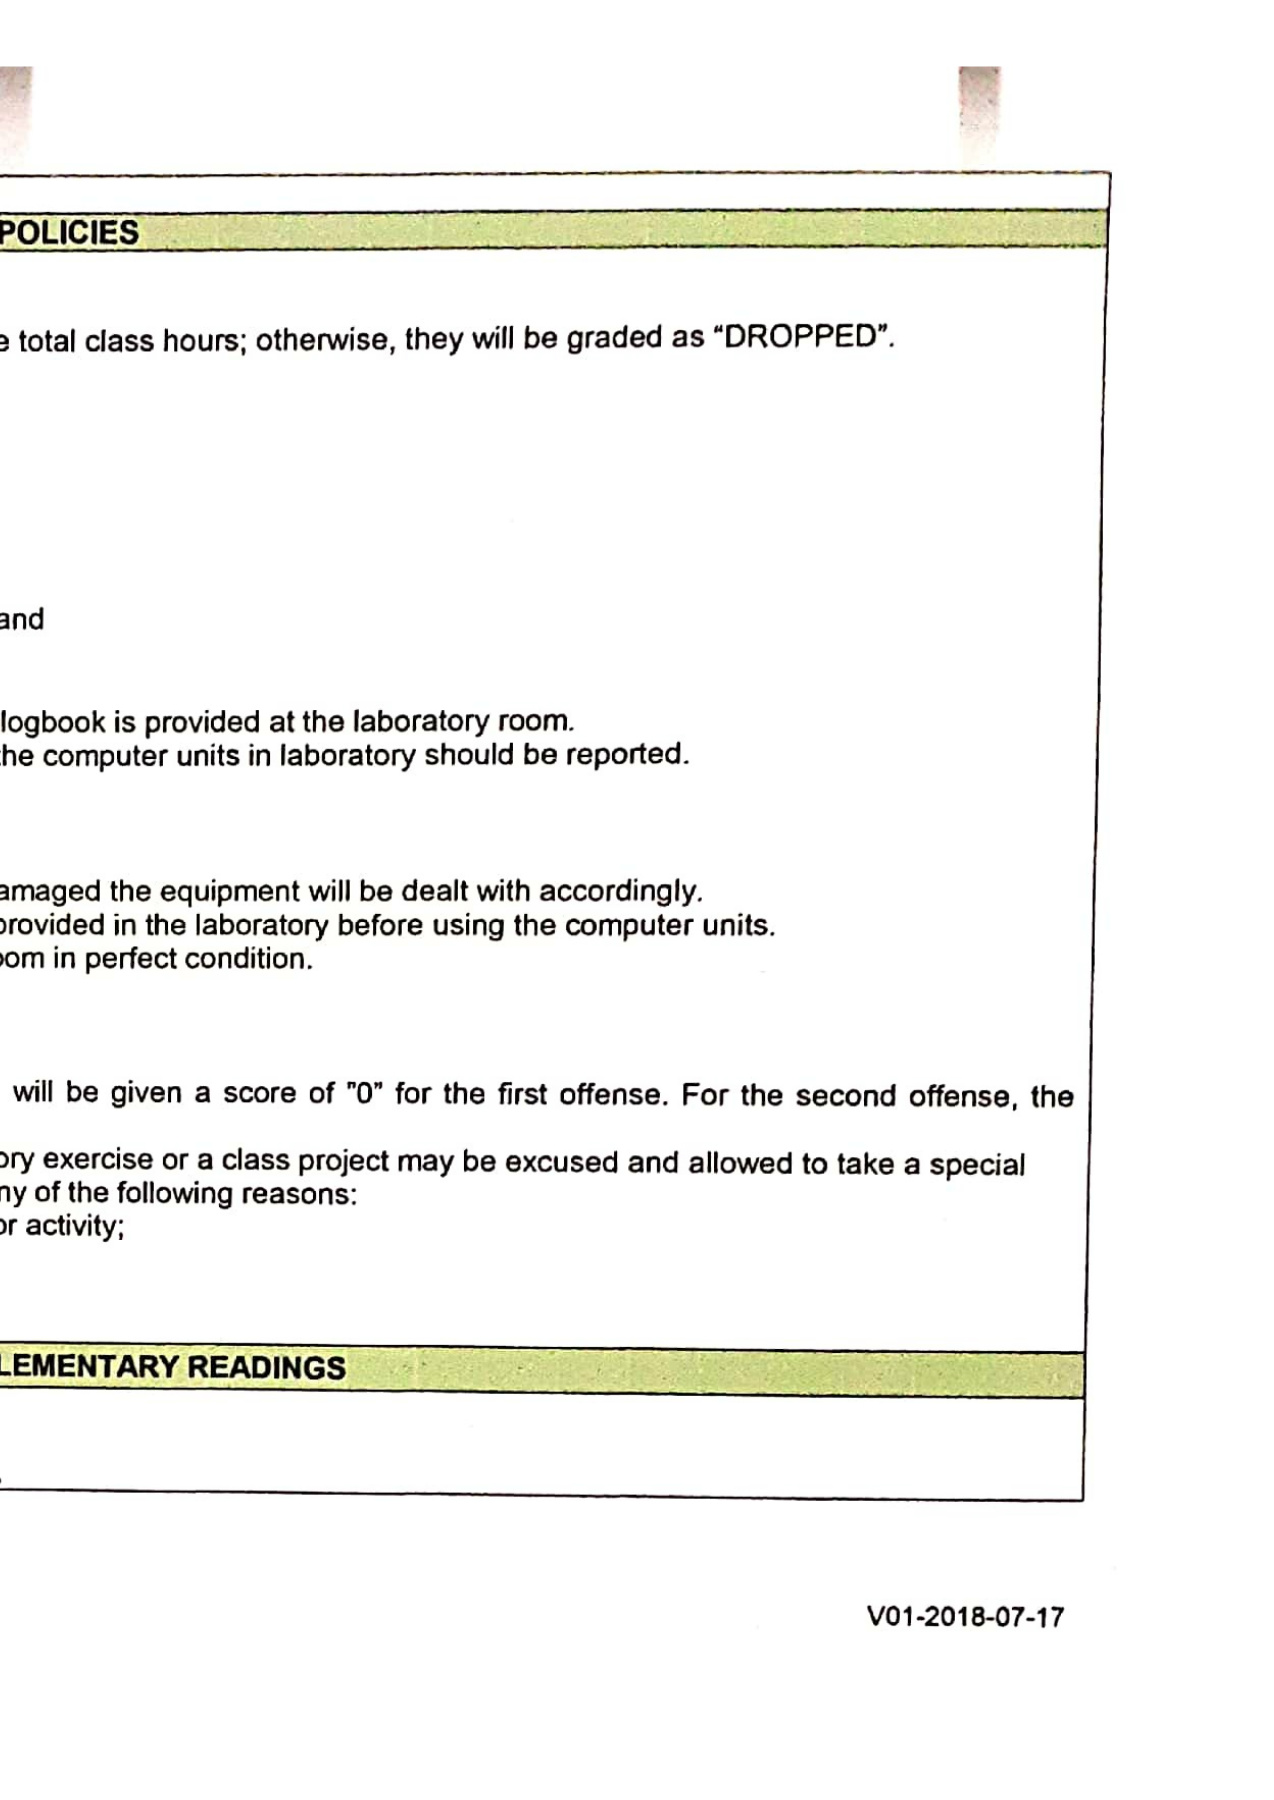 POLICIES
total class hours; otherwise, they will be graded as “DROPPED”.
and
logbook is provided at the laboratory room.
he computer units in laboratory should be reported.
amaged the equipment will be dealt with accordingly.
provided in the laboratory before using the computer units.
oom in perfect condition.
will be given a score of "0" for the first offense. For the second offense, the
ory exercise or a class project may be excused and allowed to take a special
ny of the following reasons:
or activity;
LEMENTARY READINGS
V01-2018-07-17